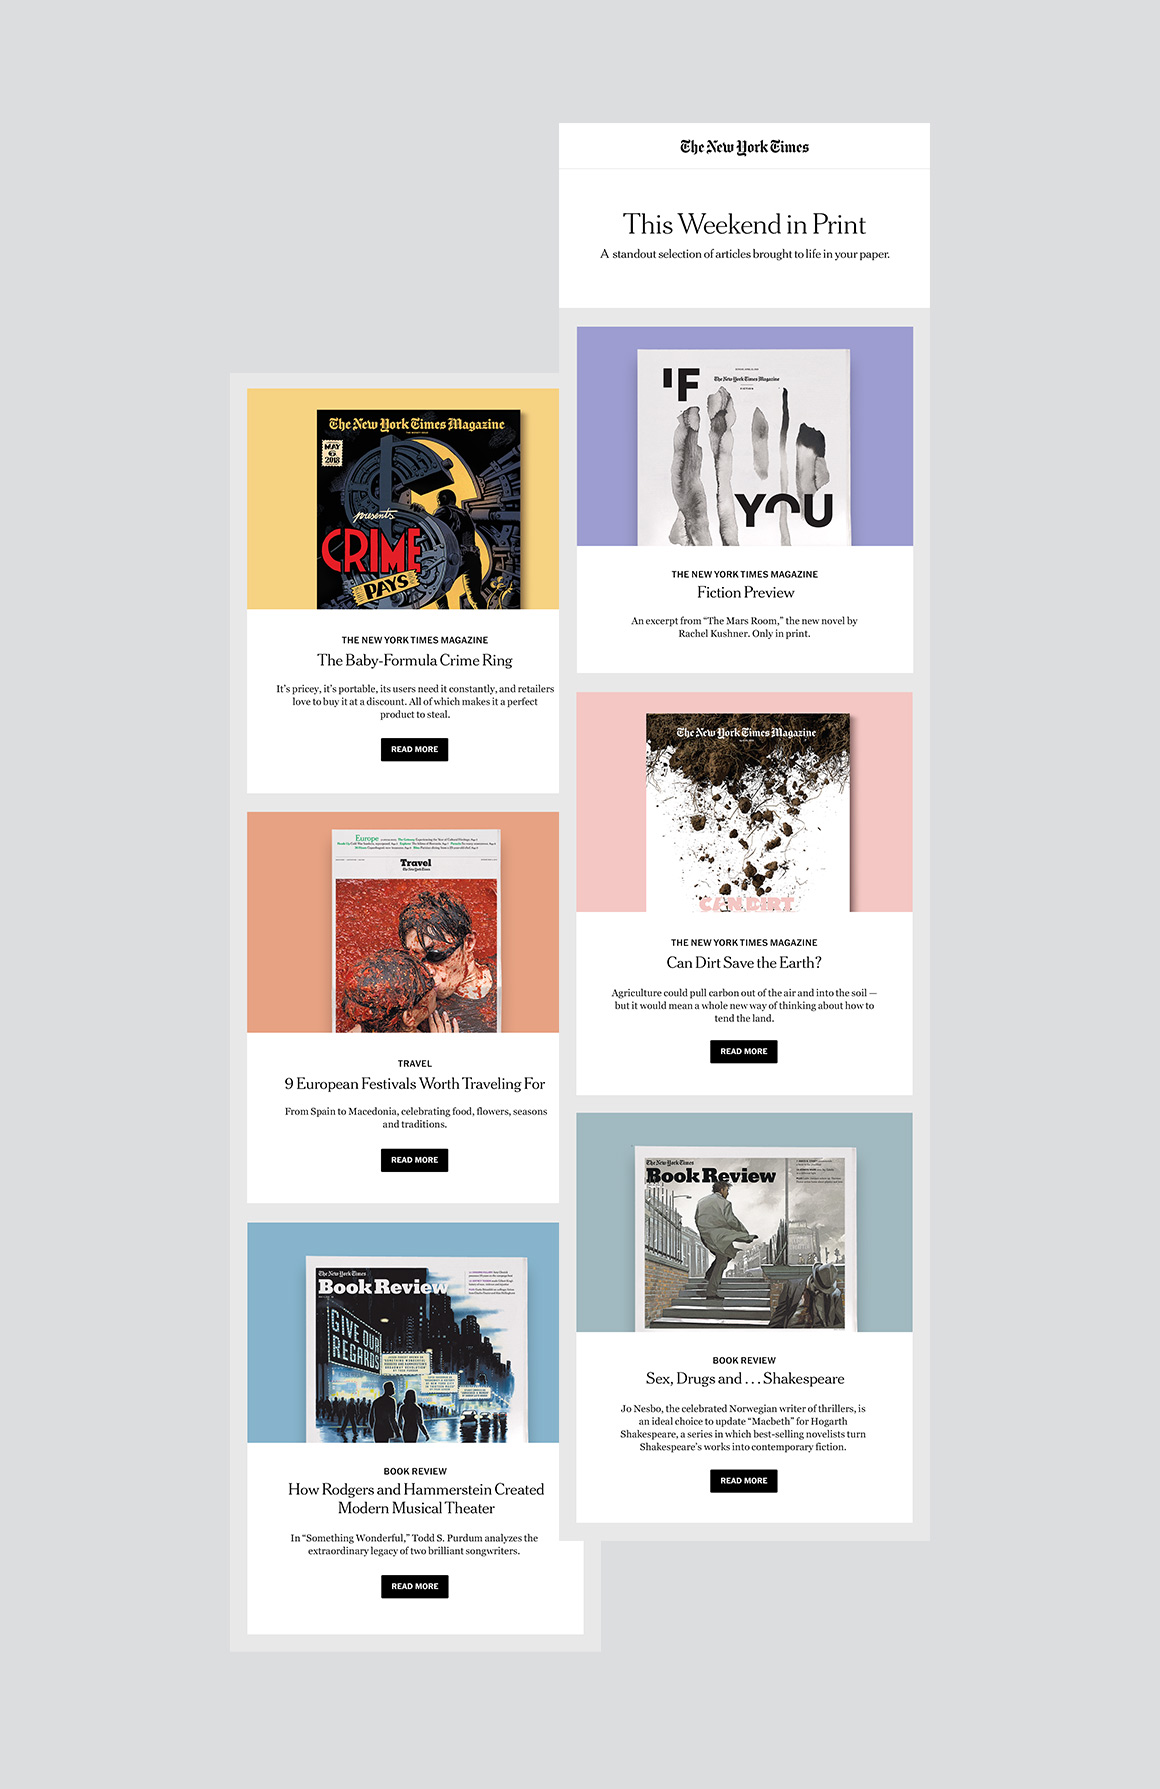 The New York Times
This Weekend in Print
A standout selection of articles brought to life in your paper.
IF
The New York Times Magazine
YOU
THE NEW YORK TIMES MAGAZINE
Fiction Preview
An excerpt from “The Mars Room,” the new novel by
Rachel Kushner. Only in print.
The New York Times Magazine
CAN DIRT
THE NEW YORK TIMES MAGAZINE
Can Dirt Save the Earth?
Agriculture could pull carbon out of the air and into the soil —
but it would mean a whole new way of thinking about how to
tend the land.
READ MORE
The New York Times
Book Review
BOOK REVIEW
Sex, Drugs and . . . Shakespeare
Jo Nesbo, the celebrated Norwegian writer of thrillers, is
an ideal choice to update “Macbeth” for Hogarth
Shakespeare, a series in which best-selling novelists turn
Shakespeare’s works into contemporary fiction.
READ MORE
The New York Times Magazine
MAY
6
2018
presents
CRIME
PAYS
THE NEW YORK TIMES MAGAZINE
The Baby-Formula Crime Ring
It’s pricey, it’s portable, its users need it constantly, and retailers
love to buy it at a discount. All of which makes it a perfect
product to steal.
READ MORE
Europe
Travel
The New York Times
TRAVEL
9 European Festivals Worth Traveling For
From Spain to Macedonia, celebrating food, flowers, seasons
and traditions.
READ MORE
The New York Times
Book Review
GIVE OUR
REGARDS
BOOK REVIEW
How Rodgers and Hammerstein Created
Modern Musical Theater
In “Something Wonderful,” Todd S. Purdum analyzes the
extraordinary legacy of two brilliant songwriters.
READ MORE